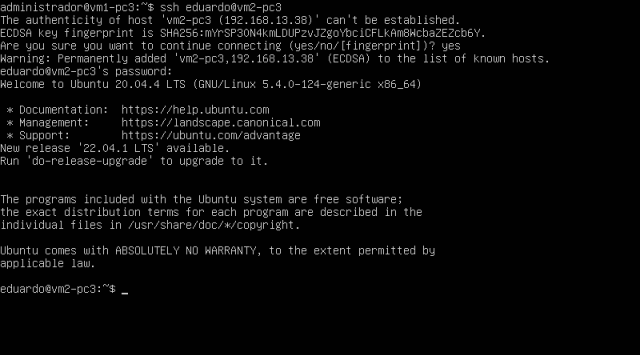 administrador@vm1-pc3:~$ ssh eduardo@vm2-pc3
The authenticity of host 'vm2-pc3 (192.168.13.38)' can't be established.
ECDSA key fingerprint is SHA256:mYrSP3ON4kmLDUPzvJZgoYbciCFLkAm8WcbaZEZcb6Y.
Are you sure you want to continue connecting (yes/no/[fingerprint])? yes
Warning: Permanently added 'vm2-pc3,192.168.13.38' (ECDSA) to the list of known hosts.
eduardo@vm2-pc3's password:
Welcome to Ubuntu 20.04.4 LTS (GNU/Linux 5.4.0-124-generic x86_64)
* Documentation: https://help.ubuntu.com
* Management: https://landscape.canonical.com
* Support: https://ubuntu.com/advantage
New release '22.04.1 LTS' available.
Run 'do-release-upgrade' to upgrade to it.
The programs included with the Ubuntu system are free software;
the exact distribution terms for each program are described in the
individual files in /usr/share/doc/*/copyright.
Ubuntu comes with ABSOLUTELY NO WARRANTY, to the extent permitted by
applicable law.
eduardo@vm2-pc3:~$ _